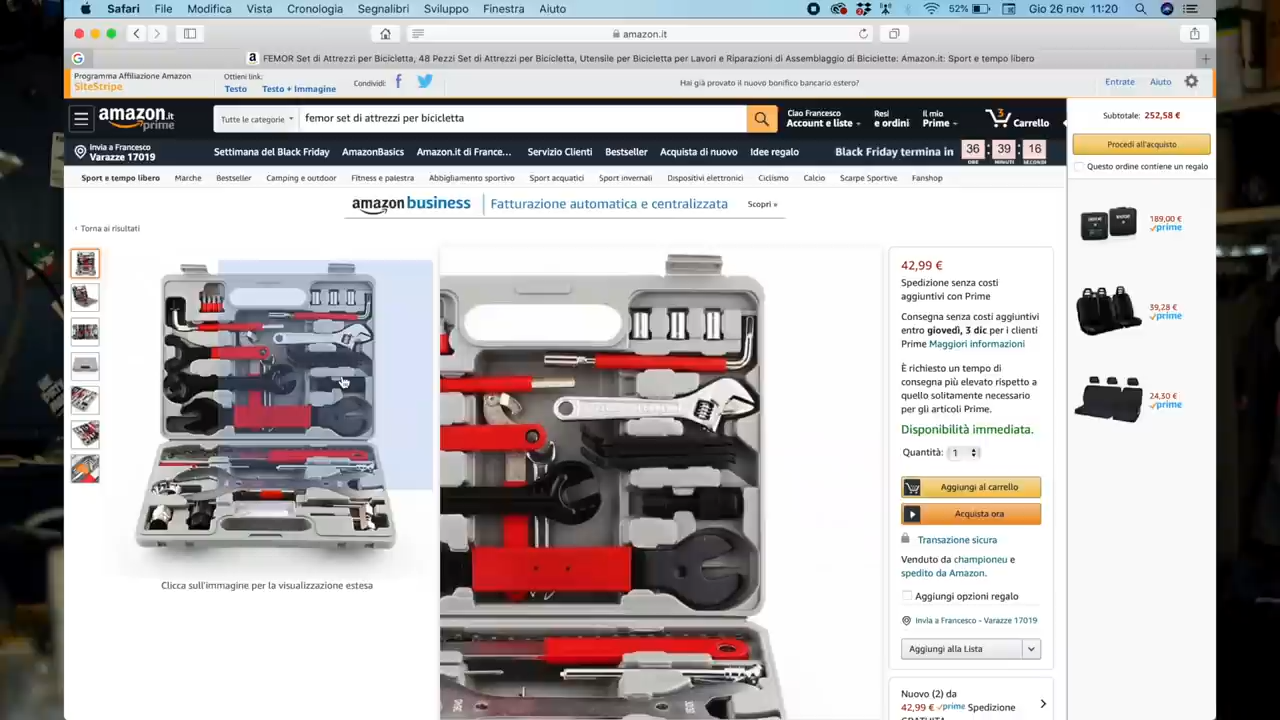 Safari File Modifica Vista Cronologia Segnalibri Sviluppo Finestra Aiuto 52% Gio 26 nov 11:20
amazon.it
a FEMOR Set di Attrezzi per Bicicletta, 48 Pezzi Set di Attrezzi per Bicicletta, Utensile per Bicicletta per Lavori e Riparazioni di Assemblaggio di Biciclette: Amazon.it: Sport e tempo libero
Programma Affiliazione Amazon
SiteStripe
Ottieni link:
Testo Testo + Immagine
Condividi:
Hai già provato il nuovo bonifico bancario estero?
Entrate Aiuto
amazon.it
prime
Tutte le categorie
femor set di attrezzi per bicicletta
Ciao Francesco
Account e liste
Resi
e ordini
Il mio
Prime
3
Carrello
Invia a Francesco
Varazze 17019
Settimana del Black Friday AmazonBasics Amazon.it di France... Servizio Clienti Bestseller Acquista di nuovo Idee regalo
Black Friday termina in 36 39 16
ORE MINUTI SECONDI
Sport e tempo libero Marche Bestseller Camping e outdoor Fitness e palestra Abbigliamento sportivo Sport acquatici Sport invernali Dispositivi elettronici Ciclismo Calcio Scarpe Sportive Fanshop
amazon business Fatturazione automatica e centralizzata Scopri »
‹ Torna ai risultati
Clicca sull'immagine per la visualizzazione estesa
42,99 €
Spedizione senza costi
aggiuntivi con Prime
Consegna senza costi aggiuntivi
entro giovedì, 3 dic per i clienti
Prime Maggiori informazioni
È richiesto un tempo di
consegna più elevato rispetto a
quello solitamente necessario
per gli articoli Prime.
Disponibilità immediata.
Quantità: 1
Aggiungi al carrello
Acquista ora
Transazione sicura
Venduto da championeu e
spedito da Amazon.
Aggiungi opzioni regalo
Invia a Francesco - Varazze 17019
Aggiungi alla Lista
Nuovo (2) da
42,99 € prime Spedizione
Subtotale: 252,58 €
Procedi all'acquisto
Questo ordine contiene un regalo
189,00 €
prime
39,28 €
prime
24,30 €
prime